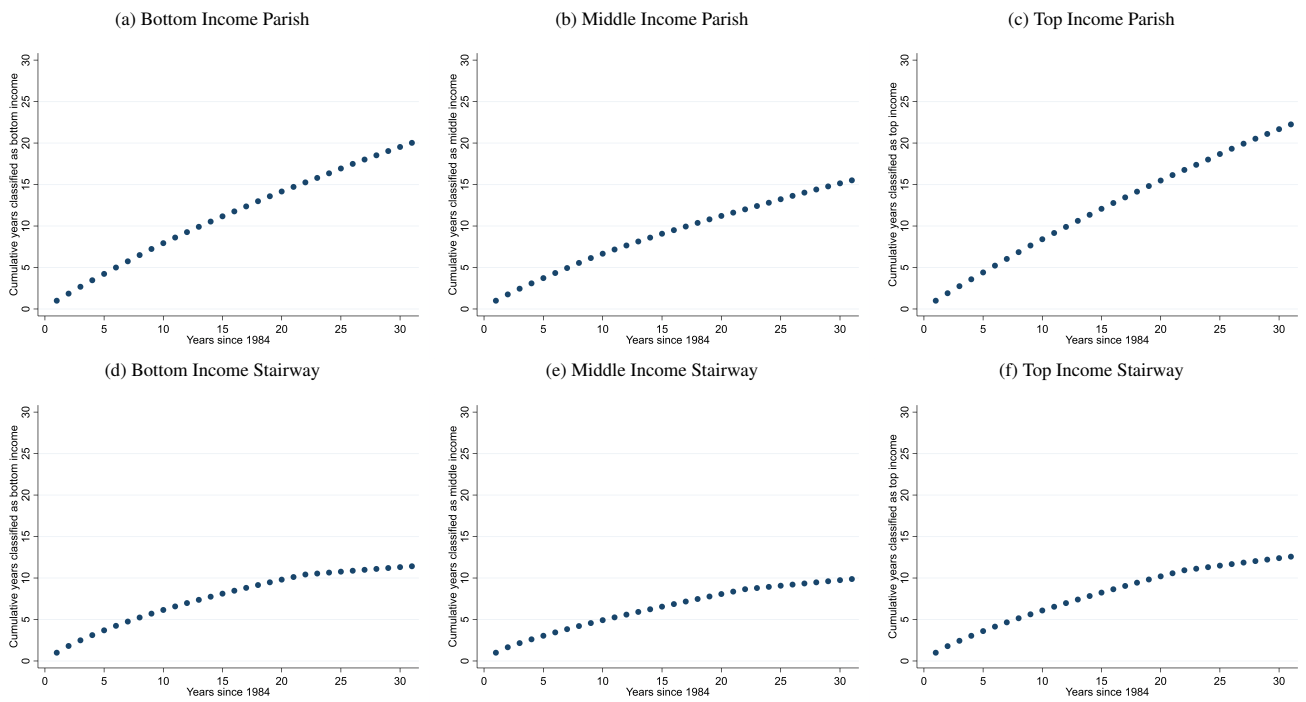 (a) Bottom Income Parish
Cumulative years classified as bottom income
30
25
20
15
10
5
0
0 5 10 15 20 25 30
Years since 1984
(b) Middle Income Parish
Cumulative years classified as middle income
30
25
20
15
10
5
0
0 5 10 15 20 25 30
Years since 1984
(c) Top Income Parish
Cumulative years classified as top income
30
25
20
15
10
5
0
0 5 10 15 20 25 30
Years since 1984
(d) Bottom Income Stairway
Cumulative years classified as bottom income
30
25
20
15
10
5
0
0 5 10 15 20 25 30
Years since 1984
(e) Middle Income Stairway
Cumulative years classified as middle income
30
25
20
15
10
5
0
0 5 10 15 20 25 30
Years since 1984
(f) Top Income Stairway
Cumulative years classified as top income
30
25
20
15
10
5
0
0 5 10 15 20 25 30
Years since 1984